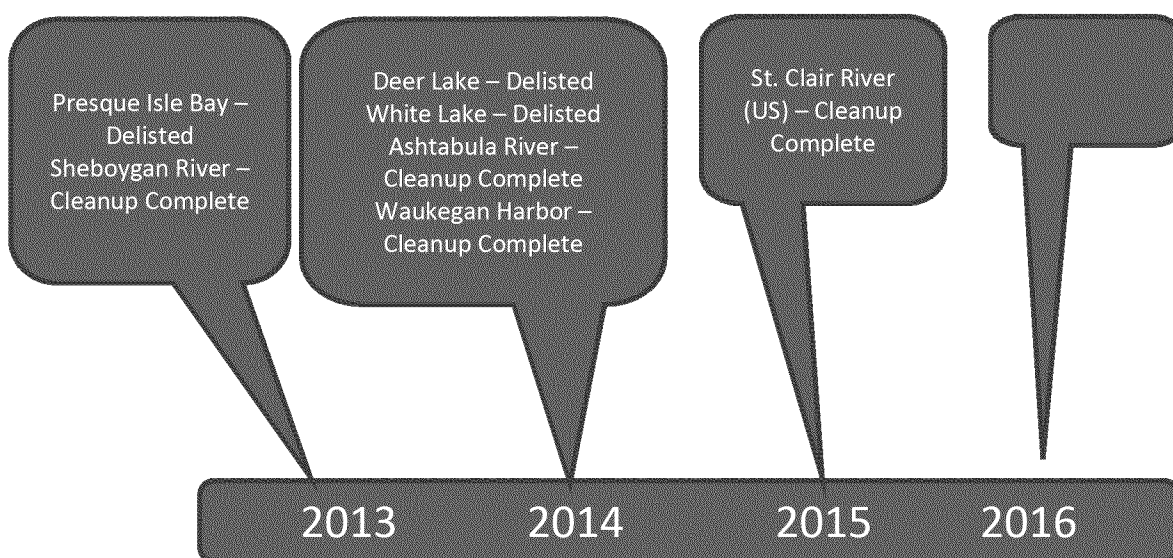 Presque Isle Bay –
Delisted
Sheboygan River –
Cleanup Complete
Deer Lake – Delisted
White Lake – Delisted
Ashtabula River –
Cleanup Complete
Waukegan Harbor –
Cleanup Complete
St. Clair River
(US) – Cleanup
Complete
2013 2014 2015 2016